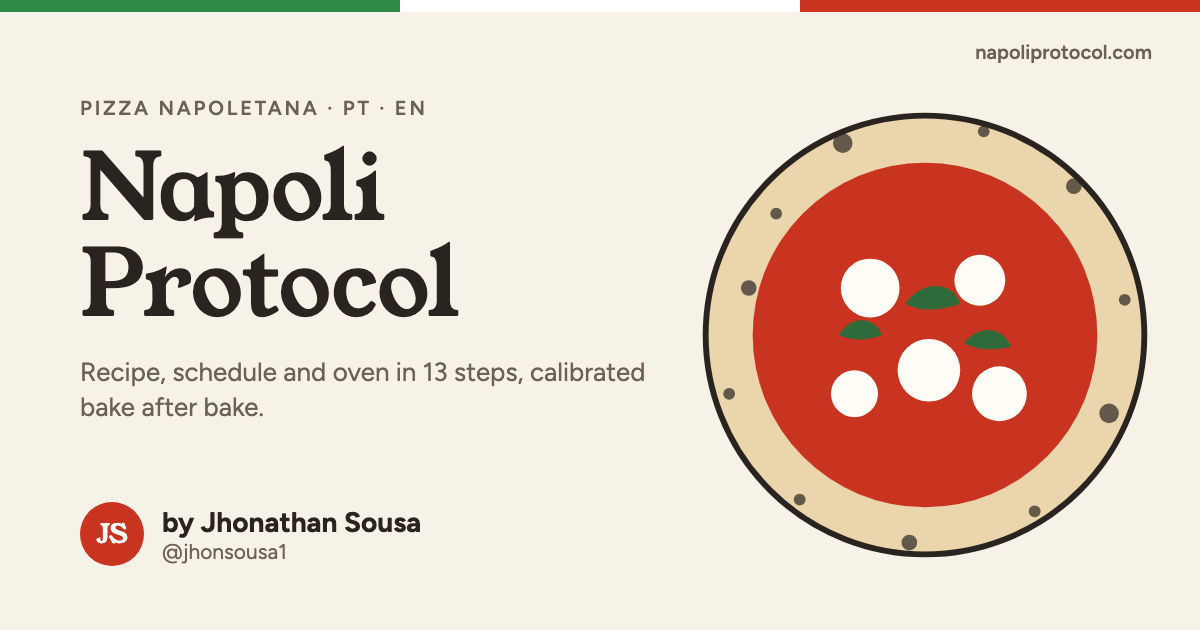 napoliprotocol.com
PIZZA NAPOLETANA · PT · EN
Napoli
Protocol
Recipe, schedule and oven in 13 steps, calibrated
bake after bake.
JS
by Jhonathan Sousa
@jhonsousa1